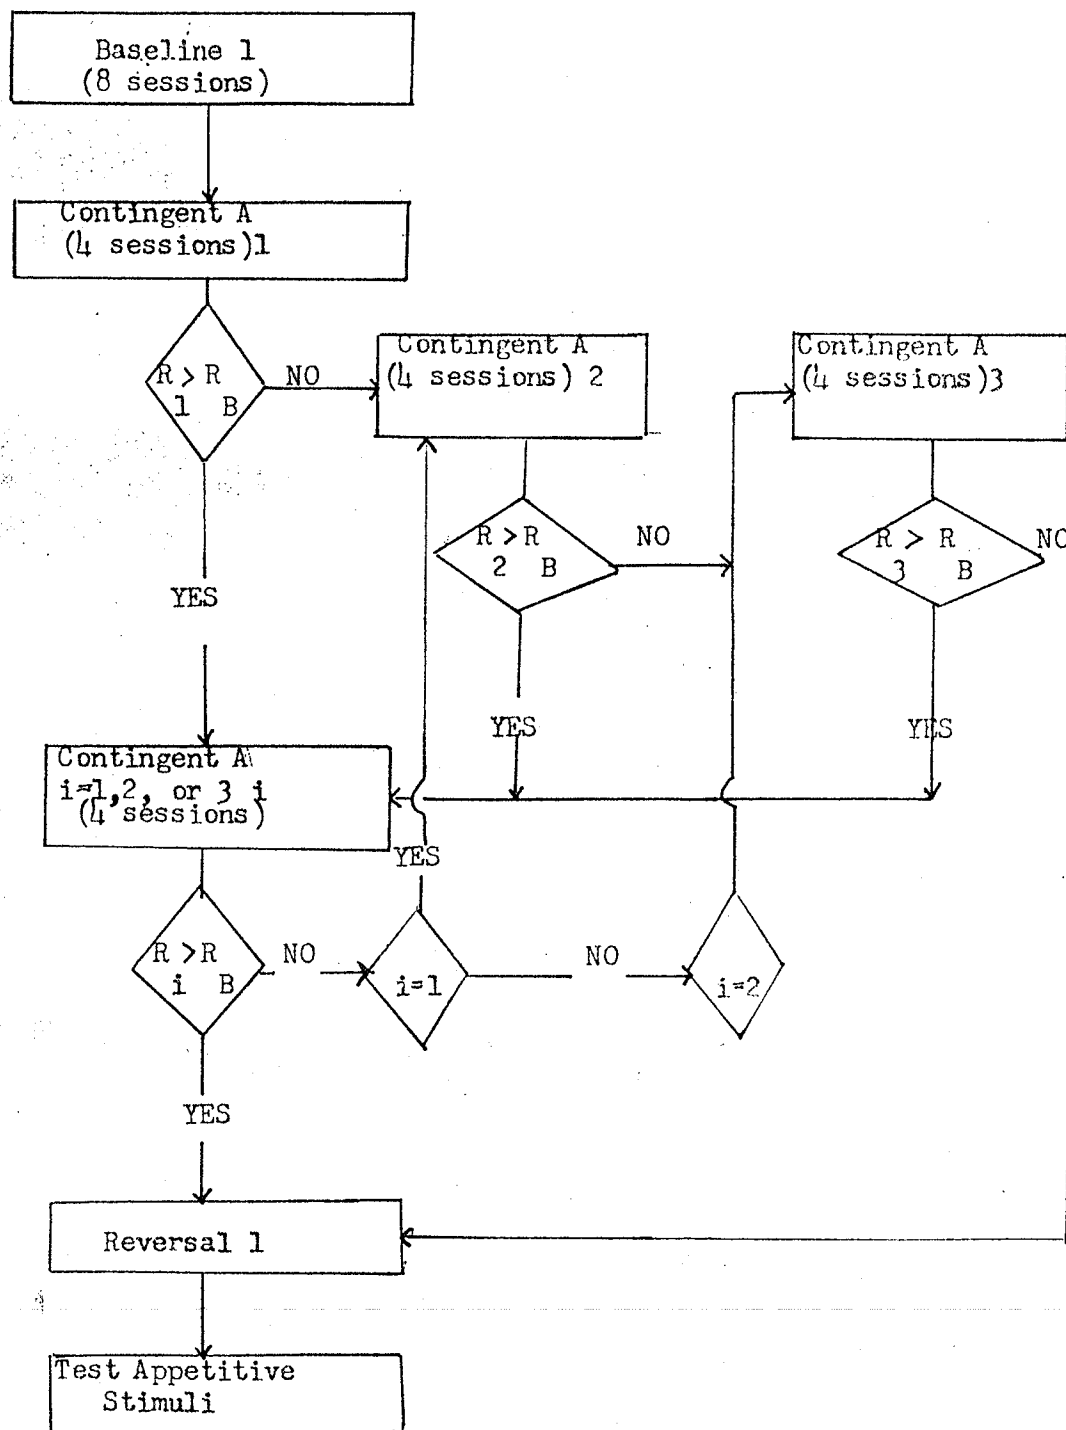 Baseline 1
(8 sessions)
Contingent A
(4 sessions)1
R > R
1 B
NO
Contingent A
(4 sessions) 2
Contingent A
(4 sessions)3
R > R
2 B
NO
R > R
3 B
NO
YES
YES
YES
Contingent A
i=1,2, or 3 i
(4 sessions)
YES
R > R
i B
NO
i=1
NO
i=2
YES
Reversal 1
Test Appetitive
Stimuli